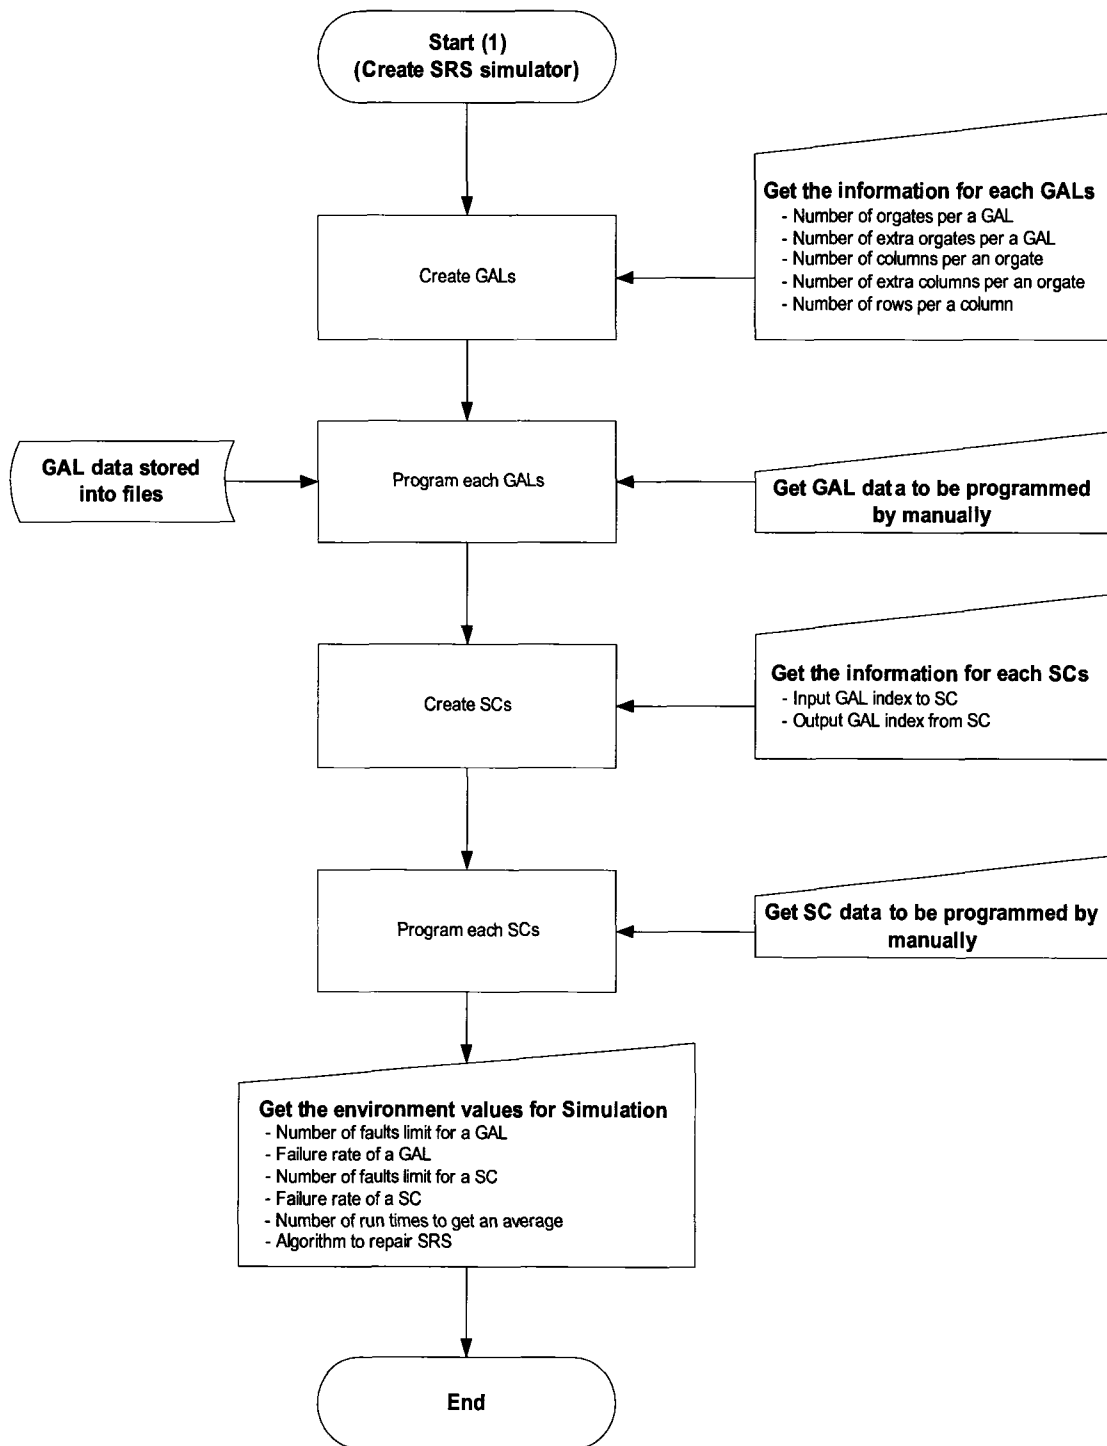 Start (1)
(Create SRS simulator)
Get the information for each GALs
- Number of orgates per a GAL
- Number of extra orgates per a GAL
- Number of columns per an orgate
- Number of extra columns per an orgate
- Number of rows per a column
Create GALs
GAL data stored
into files
Program each GALs
Get GAL data to be programmed
by manually
Get the information for each SCs
- Input GAL index to SC
- Output GAL index from SC
Create SCs
Program each SCs
Get SC data to be programmed by
manually
Get the environment values for Simulation
- Number of faults limit for a GAL
- Failure rate of a GAL
- Number of faults limit for a SC
- Failure rate of a SC
- Number of run times to get an average
- Algorithm to repair SRS
End